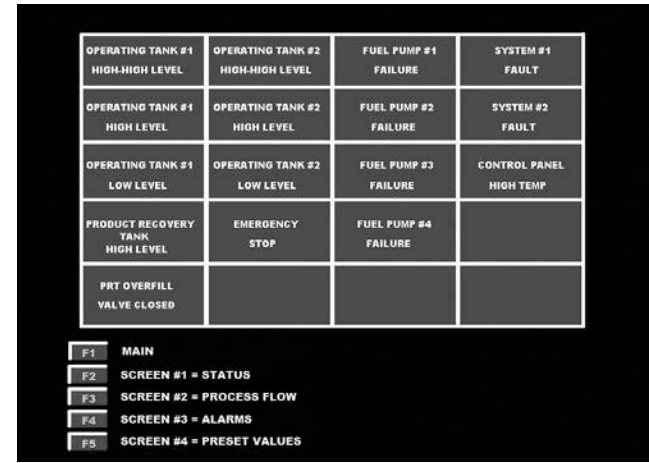 OPERATING TANK #1
HIGH-HIGH LEVEL
OPERATING TANK #2
HIGH-HIGH LEVEL
FUEL PUMP #1
FAILURE
SYSTEM #1
FAULT
OPERATING TANK #1
HIGH LEVEL
OPERATING TANK #2
HIGH LEVEL
FUEL PUMP #2
FAILURE
SYSTEM #2
FAULT
OPERATING TANK #1
LOW LEVEL
OPERATING TANK #2
LOW LEVEL
FUEL PUMP #3
FAILURE
CONTROL PANEL
HIGH TEMP
PRODUCT RECOVERY
TANK
HIGH LEVEL
EMERGENCY
STOP
FUEL PUMP #4
FAILURE
PRT OVERFILL
VALVE CLOSED
F1 MAIN
F2 SCREEN #1 = STATUS
F3 SCREEN #2 = PROCESS FLOW
F4 SCREEN #3 = ALARMS
F5 SCREEN #4 = PRESET VALUES